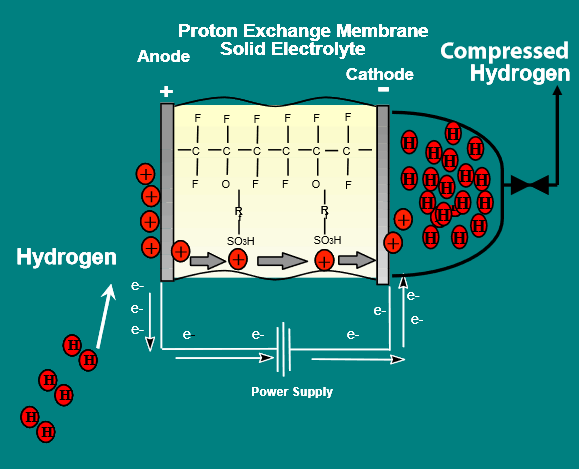 Proton Exchange Membrane
Solid Electrolyte
Anode
Cathode
Compressed
Hydrogen
+
-
F F F F F F
-C-C-C-C-C-C-
F O F F O F
R R
SO3H SO3H
+
+
+
+
+
+
+
+
+
H H H H H H H H H H H H H H H H H
Hydrogen
e-
e-
e-
e- e- e-
e-
e-
e-
H H
H H
H H
Power Supply